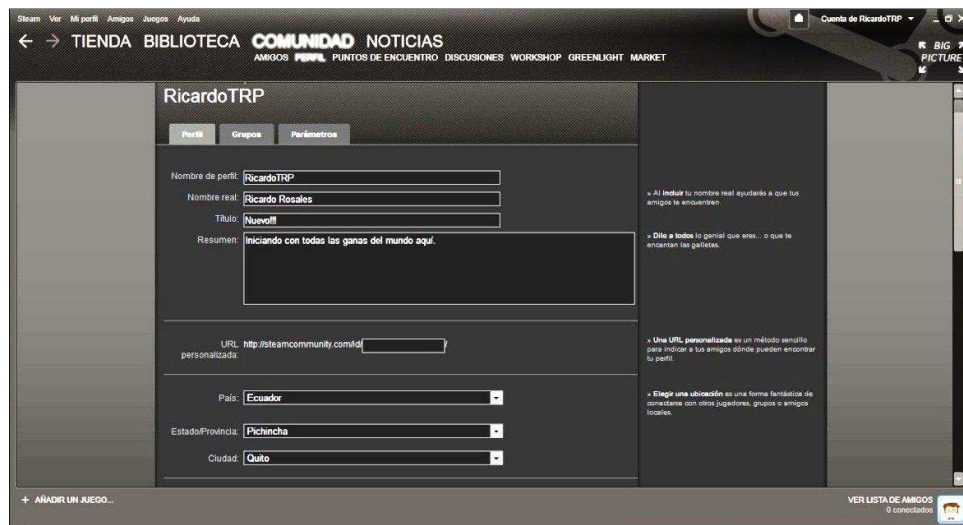 Steam Ver Mi perfil Amigos Juegos Ayuda
Cuenta de RicardoTRP
TIENDA BIBLIOTECA COMUNIDAD NOTICIAS
BIG PICTURE
AMIGOS PERFIL PUNTOS DE ENCUENTRO DISCUSIONES WORKSHOP GREENLIGHT MARKET
RicardoTRP
Perfil Grupos Parámetros
Nombre de perfil: RicardoTRP
Nombre real: Ricardo Rosales
» Al incluir tu nombre real ayudarás a que tus
amigos te encuentren
Título: Nuevo!!!
Resumen: Iniciando con todas las ganas del mundo aquí.
» Dile a todos lo genial que eres... o que te
encantan las galletas.
URL personalizada: http://steamcommunity.com/id/ /
» Una URL personalizada es un método sencillo
para indicar a tus amigos dónde pueden encontrar
tu perfil.
País: Ecuador
» Elegir una ubicación es una forma fantástica de
conectarse con otros jugadores, grupos o amigos
locales.
Estado/Provincia: Pichincha
Ciudad: Quito
+ AÑADIR UN JUEGO...
VER LISTA DE AMIGOS
0 conectados